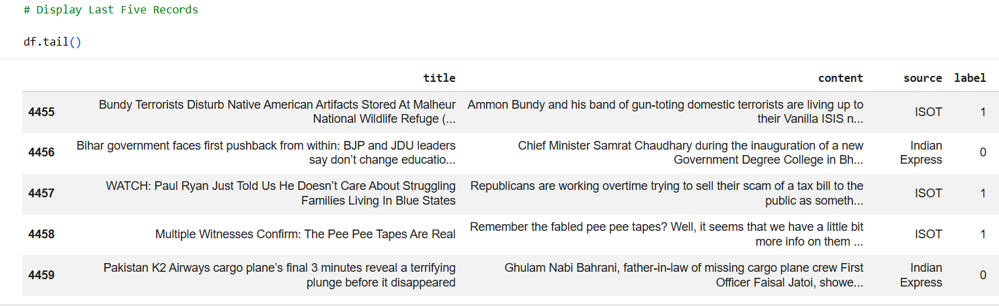 # Display Last Five Records
df.tail()
title content source label
4455 Bundy Terrorists Disturb Native American Artifacts Stored At Malheur National Wildlife Refuge (... Ammon Bundy and his band of gun-toting domestic terrorists are living up to their Vanilla ISIS n... ISOT 1
4456 Bihar government faces first pushback from within: BJP and JDU leaders say don’t change educatio... Chief Minister Samrat Chaudhary during the inauguration of a new Government Degree College in Bh... Indian Express 0
4457 WATCH: Paul Ryan Just Told Us He Doesn’t Care About Struggling Families Living In Blue States Republicans are working overtime trying to sell their scam of a tax bill to the public as someth... ISOT 1
4458 Multiple Witnesses Confirm: The Pee Pee Tapes Are Real Remember the fabled pee pee tapes? Well, it seems that we have a little bit more info on them ... ISOT 1
4459 Pakistan K2 Airways cargo plane’s final 3 minutes reveal a terrifying plunge before it disappeared Ghulam Nabi Bahrani, father-in-law of missing cargo plane crew First Officer Faisal Jatoi, showe... Indian Express 0